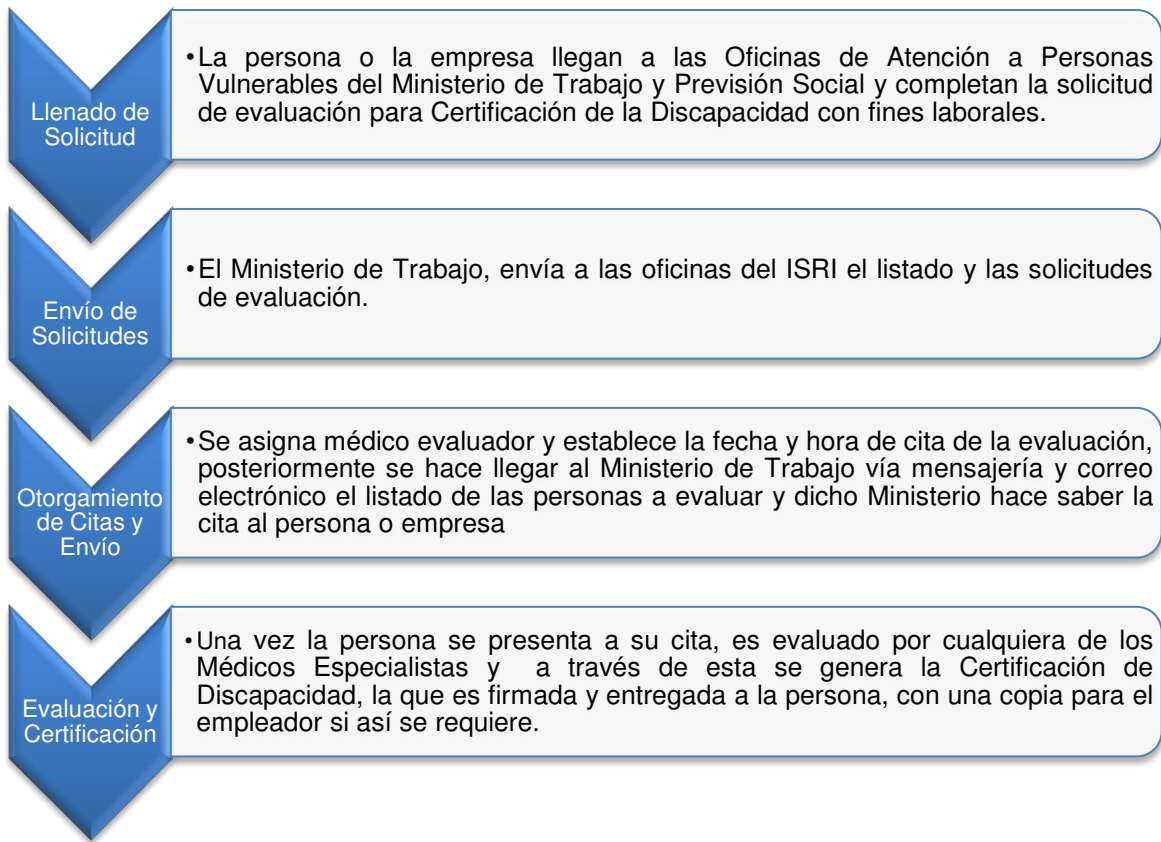 Llenado de
Solicitud
•La persona o la empresa llegan a las Oficinas de Atención a Personas
Vulnerables del Ministerio de Trabajo y Previsión Social y completan la solicitud
de evaluación para Certificación de la Discapacidad con fines laborales.
Envío de
Solicitudes
•El Ministerio de Trabajo, envía a las oficinas del ISRI el listado y las solicitudes
de evaluación.
Otorgamiento
de Citas y
Envío
•Se asigna médico evaluador y establece la fecha y hora de cita de la evaluación,
posteriormente se hace llegar al Ministerio de Trabajo vía mensajería y correo
electrónico el listado de las personas a evaluar y dicho Ministerio hace saber la
cita al persona o empresa
Evaluación y
Certificación
•Una vez la persona se presenta a su cita, es evaluado por cualquiera de los
Médicos Especialistas y a través de esta se genera la Certificación de
Discapacidad, la que es firmada y entregada a la persona, con una copia para el
empleador si así se requiere.